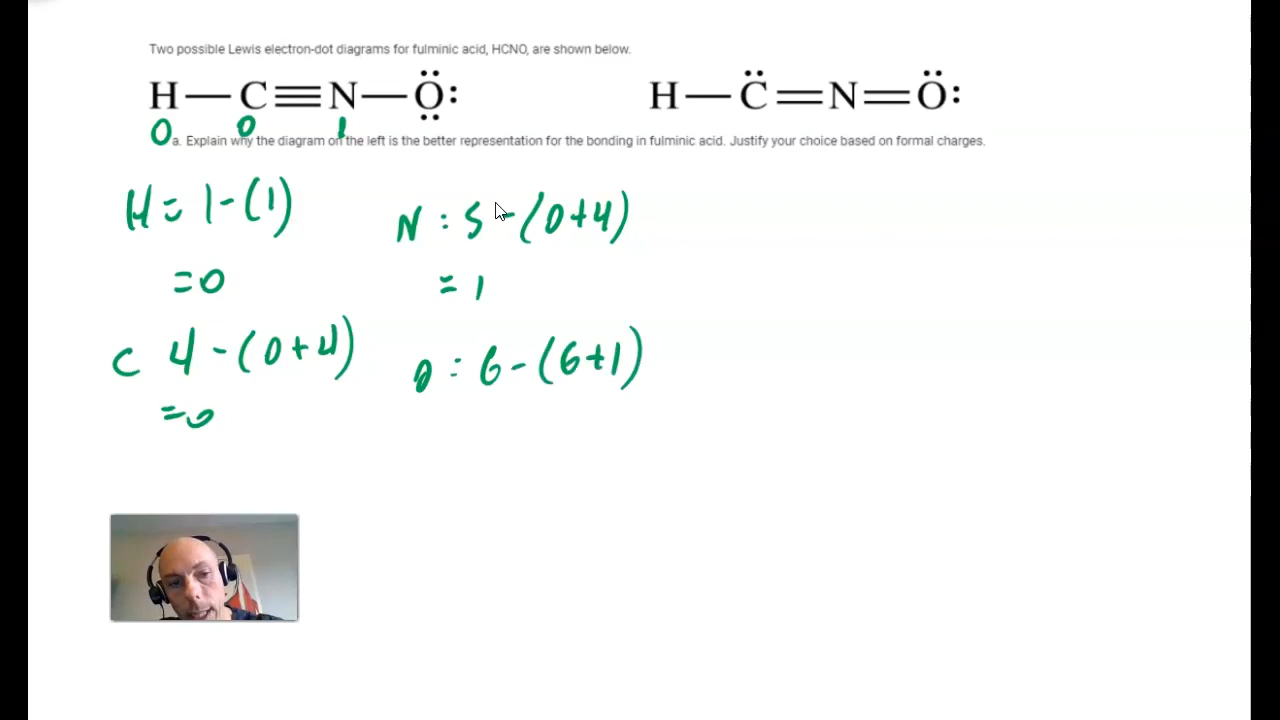 Two possible Lewis electron-dot diagrams for fulminic acid, HCNO, are shown below.
H—C≡N—Ö: H—C̈=N=Ö:
0 0 1
a. Explain why the diagram on the left is the better representation for the bonding in fulminic acid. Justify your choice based on formal charges.
H = 1 - (1)
= 0
C 4 - (0+4)
= 0
N : 5 - (0+4)
= 1
O : 6 - (6+1)